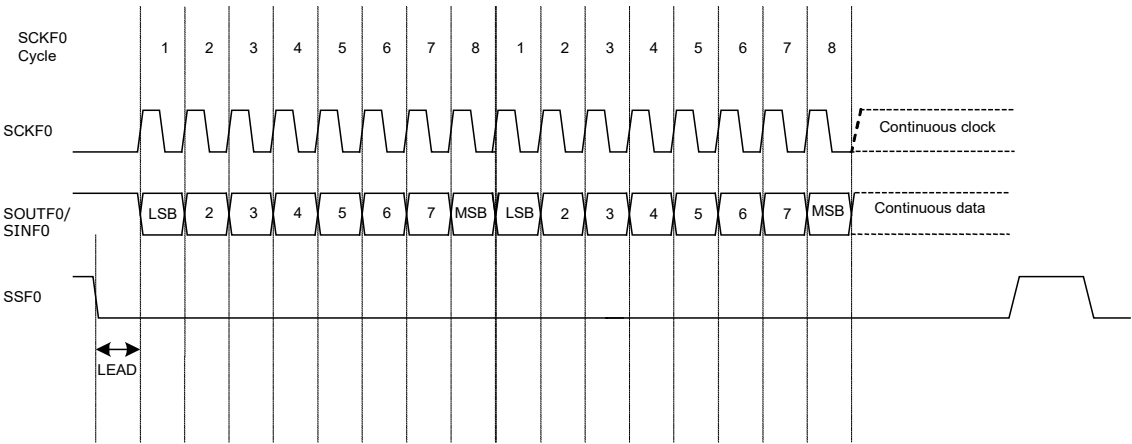 SCKF0
Cycle
1 2 3 4 5 6 7 8 1 2 3 4 5 6 7 8
SCKF0
Continuous clock
SOUTF0/
SINF0
LSB 2 3 4 5 6 7 MSB LSB 2 3 4 5 6 7 MSB
Continuous data
SSF0
LEAD